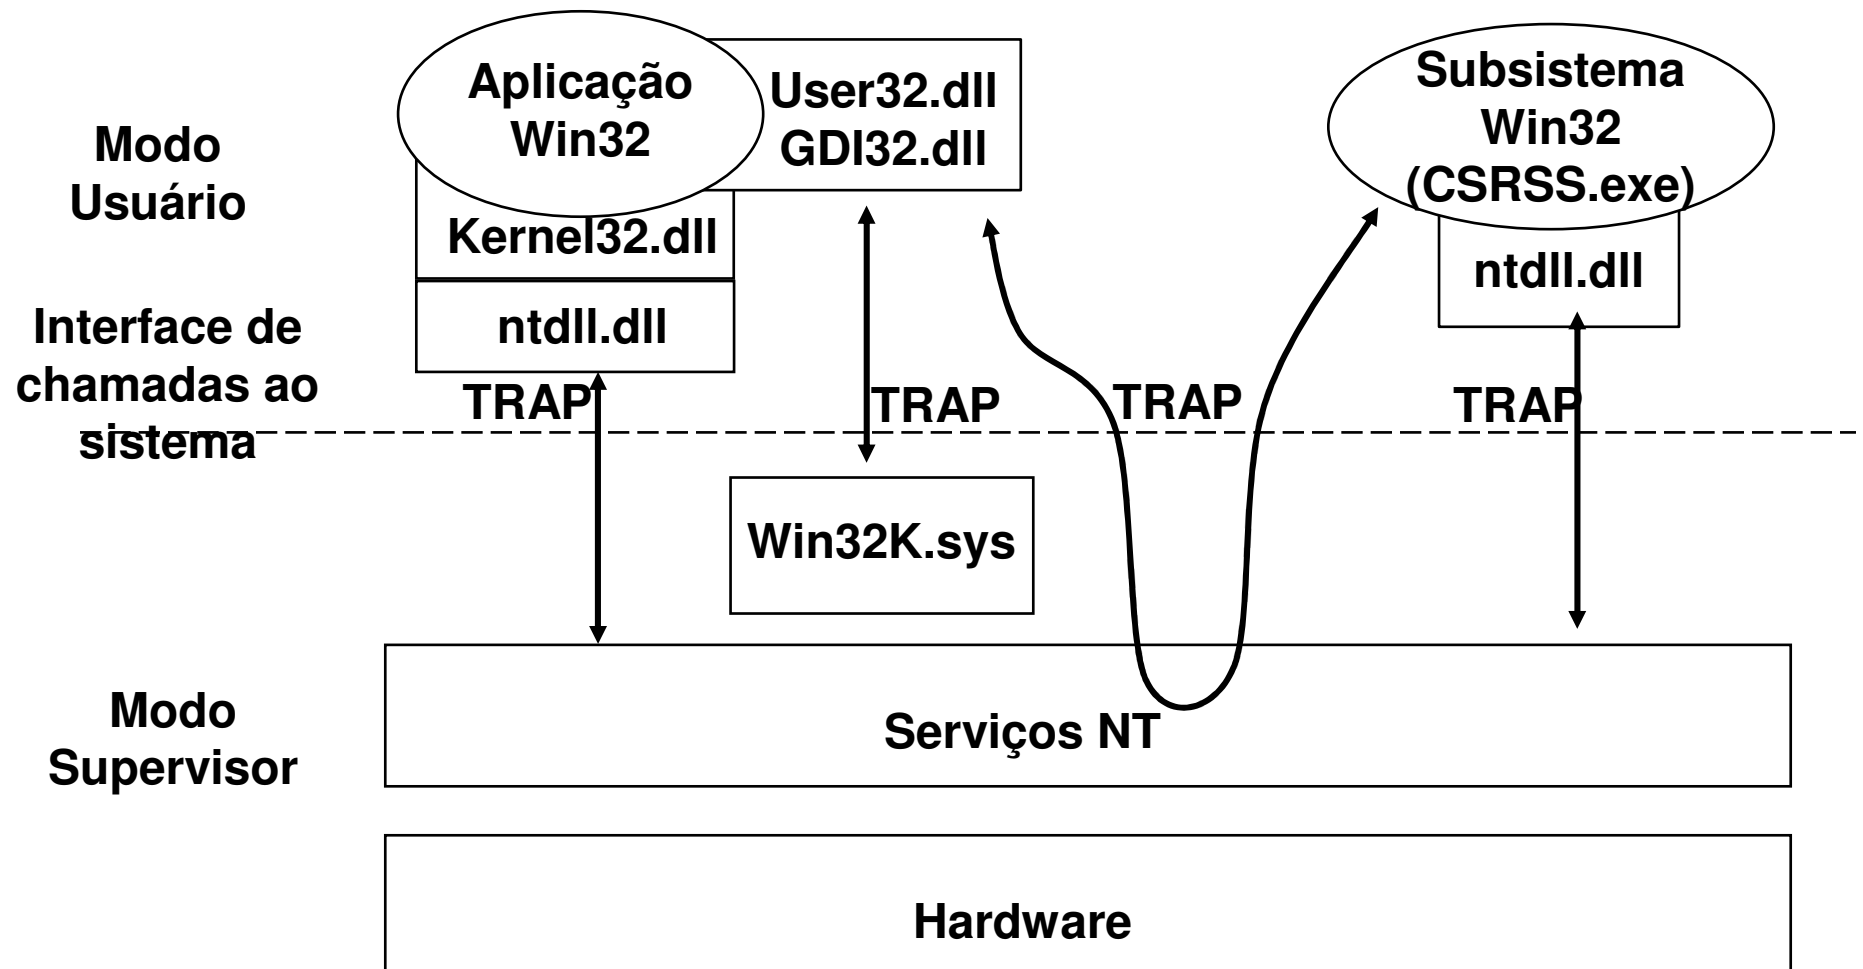 Aplicação
Win32
User32.dll
GDI32.dll
Subsistema
Win32
(CSRSS.exe)
Modo
Usuário
Kernel32.dll
ntdll.dll
ntdll.dll
Interface de
chamadas ao
sistema
TRAP
TRAP
TRAP
TRAP
Win32K.sys
Modo
Supervisor
Serviços NT
Hardware